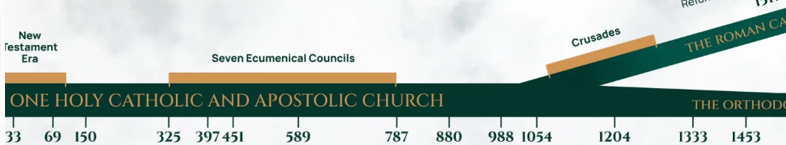 New
Testament
Era
Seven Ecumenical Councils
Crusades
THE ROMAN CA
ONE HOLY CATHOLIC AND APOSTOLIC CHURCH
THE ORTHODO
33 69 150 325 397 451 589 787 880 988 1054 1204 1333 1453